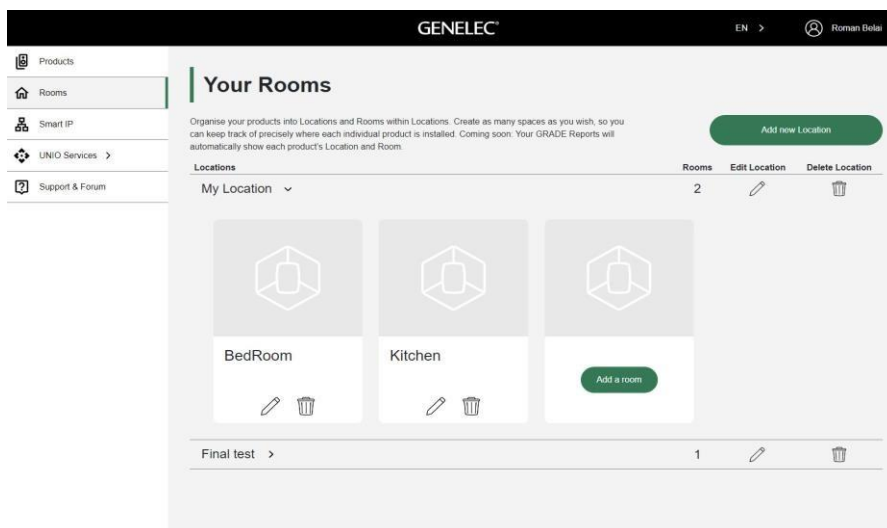 GENELEC®
EN >
Roman Belai
Products
Rooms
Smart IP
UNIO Services >
Support & Forum
Your Rooms
Organise your products into Locations and Rooms within Locations. Create as many spaces as you wish, so you
can keep track of precisely where each individual product is installed. Coming soon: Your GRADE Reports will
automatically show each product's Location and Room.
Add new Location
Locations Rooms Edit Location Delete Location
My Location 2
BedRoom
Kitchen
Add a room
Final test > 1